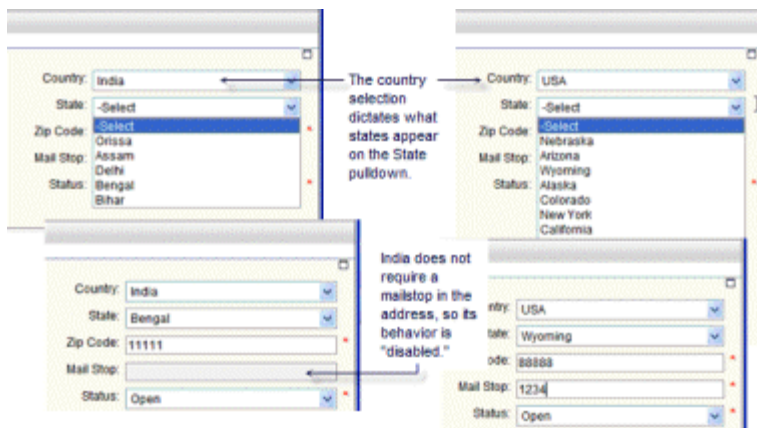 Country: India
State: -Select
Zip Code: -Select
Orissa
Mail Stop: Assam
Delhi
Status: Bengal
Bihar
The country
selection
dictates what
states appear
on the State
pulldown.
Country: USA
State: -Select
Zip Code: -Select
Nebraska
Mail Stop: Arizona
Wyoming
Status: Alaska
Colorado
New York
California
Country: India
State: Bengal
Zip Code: 11111 *
Mail Stop:
Status: Open *
India does not
require a
mailstop in the
address, so its
behavior is
"disabled."
ntry: USA
tate: Wyoming
ode: 88888 *
Mail Stop: 1234 *
Status: Open *